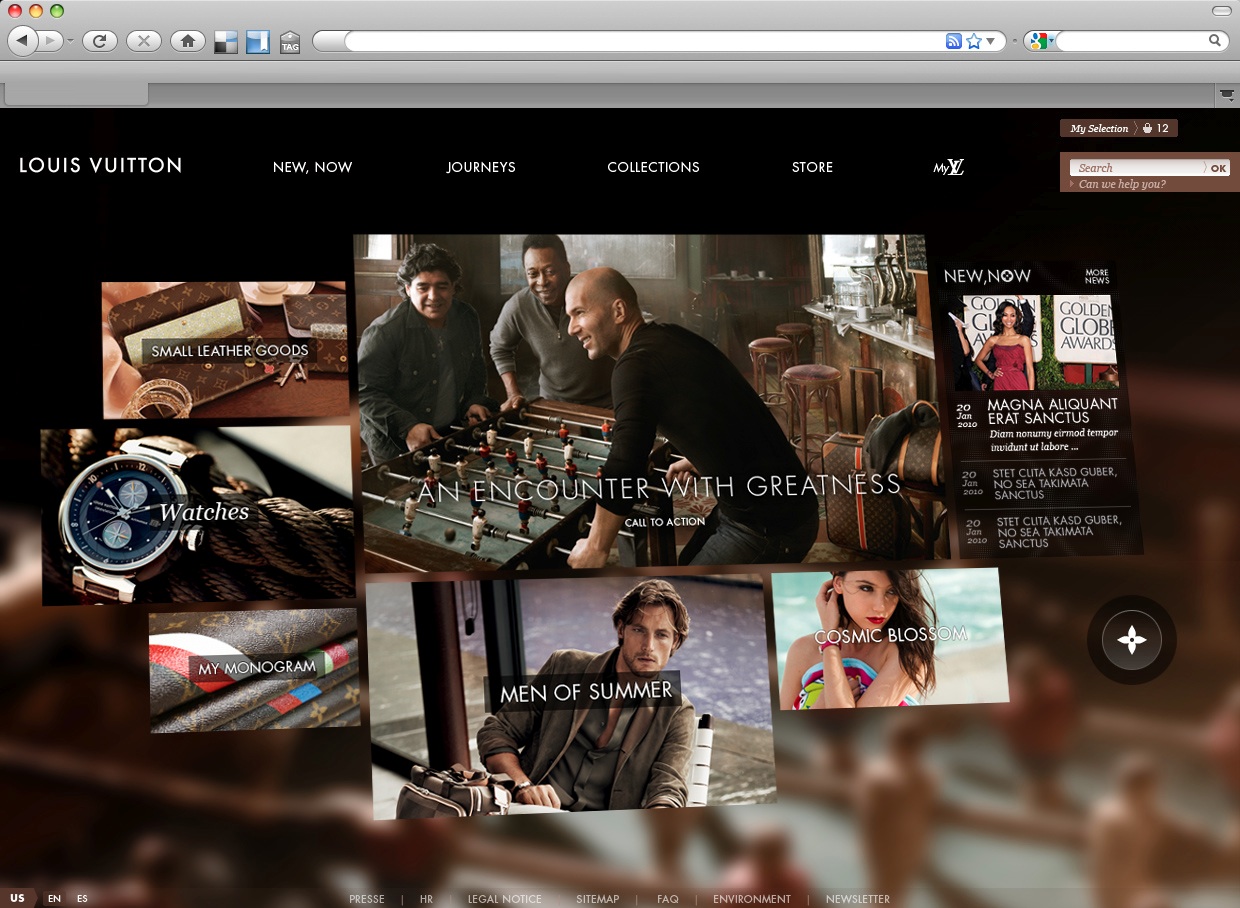 TAG
My Selection 12
LOUIS VUITTON
NEW, NOW
JOURNEYS
COLLECTIONS
STORE
My LV
Search OK
Can we help you?
SMALL LEATHER GOODS
Watches
MY MONOGRAM
AN ENCOUNTER WITH GREATNESS
CALL TO ACTION
MEN OF SUMMER
COSMIC BLOSSOM
NEW,NOW
MORE
NEWS
GOLDEN
GLOBE
AWARDS
20
Jan
2010
MAGNA ALIQUANT
ERAT SANCTUS
Diam nonumy eirmod tempor
invidunt ut labore ...
20
Jan
2010
STET CLITA KASD GUBER,
NO SEA TAKIMATA
SANCTUS
20
Jan
2010
STET CLITA KASD GUBER,
NO SEA TAKIMATA
SANCTUS
US EN ES
PRESSE | HR | LEGAL NOTICE SITEMAP | FAQ | ENVIRONMENT | NEWSLETTER